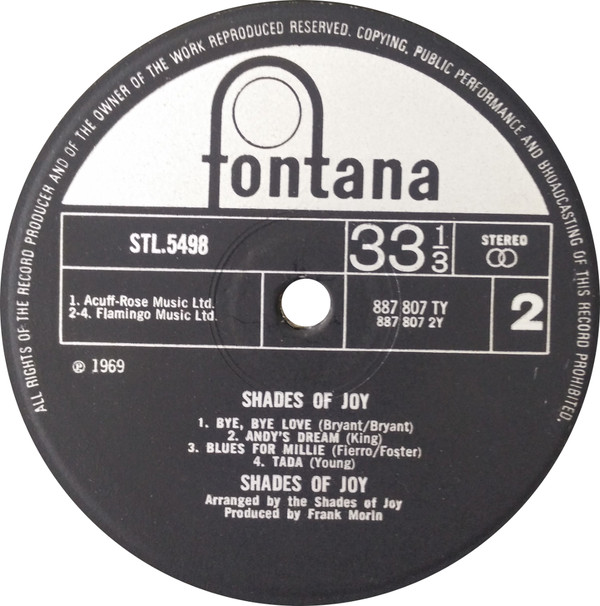 ALL RIGHTS OF THE RECORD PRODUCER AND OF THE OWNER OF THE WORK REPRODUCED RESERVED. COPYING, PUBLIC PERFORMANCE AND BROADCASTING OF THIS RECORD PROHIBITED.
fontana
STL.5498
33 1/3
STEREO
1. Acuff-Rose Music Ltd.
2-4. Flamingo Music Ltd.
887 807 TY
887 807 2Y
2
℗ 1969
SHADES OF JOY
1. BYE, BYE LOVE (Bryant/Bryant)
2. ANDY'S DREAM (King)
3. BLUES FOR MILLIE (Fierro/Foster)
4. TADA (Young)
SHADES OF JOY
Arranged by the Shades of Joy
Produced by Frank Morin